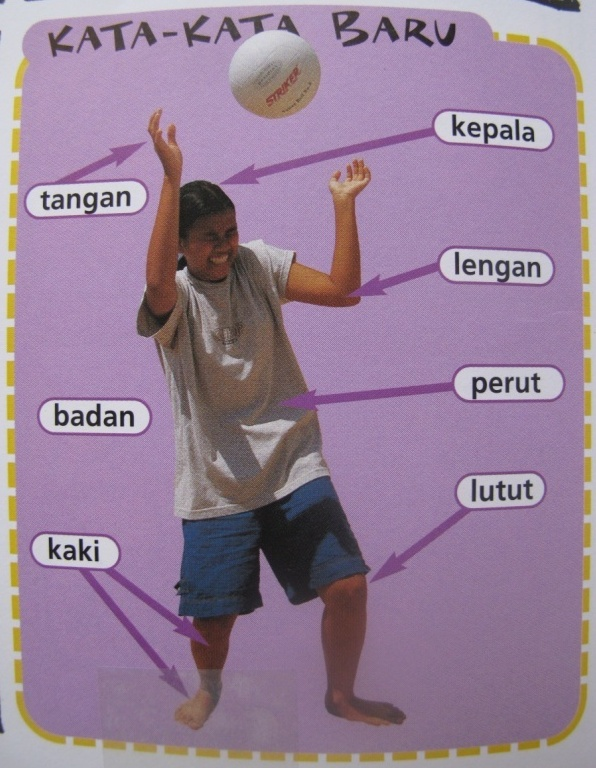 KATA-KATA BARU
STRIKER
kepala
tangan
lengan
perut
badan
lutut
kaki